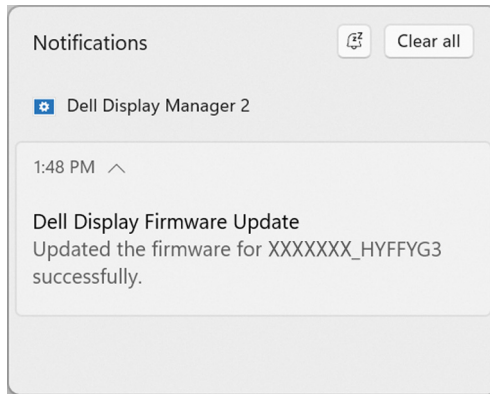 Notifications
Clear all
Dell Display Manager 2
1:48 PM
Dell Display Firmware Update
Updated the firmware for XXXXXXX_HYFFYG3
successfully.